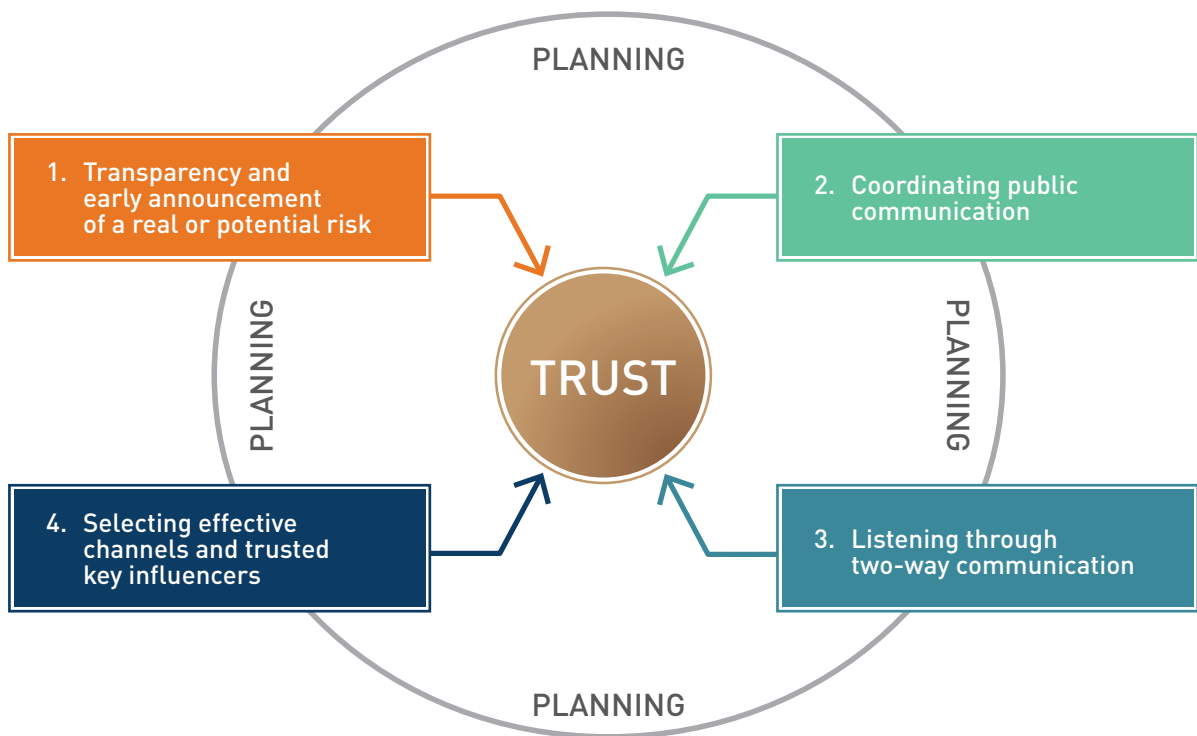 PLANNING
1. Transparency and
early announcement
of a real or potential risk
2. Coordinating public
communication
PLANNING
TRUST
PLANNING
4. Selecting effective
channels and trusted
key influencers
3. Listening through
two-way communication
PLANNING